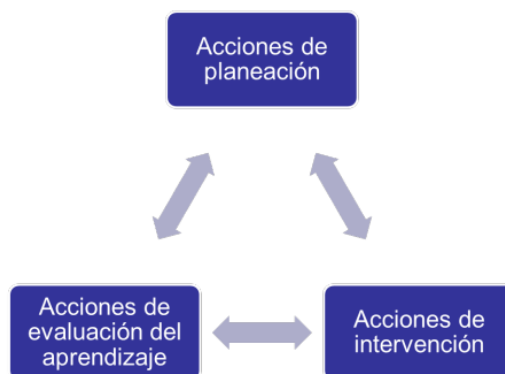 Acciones de
planeación
Acciones de
evaluación del
aprendizaje
Acciones de
intervención